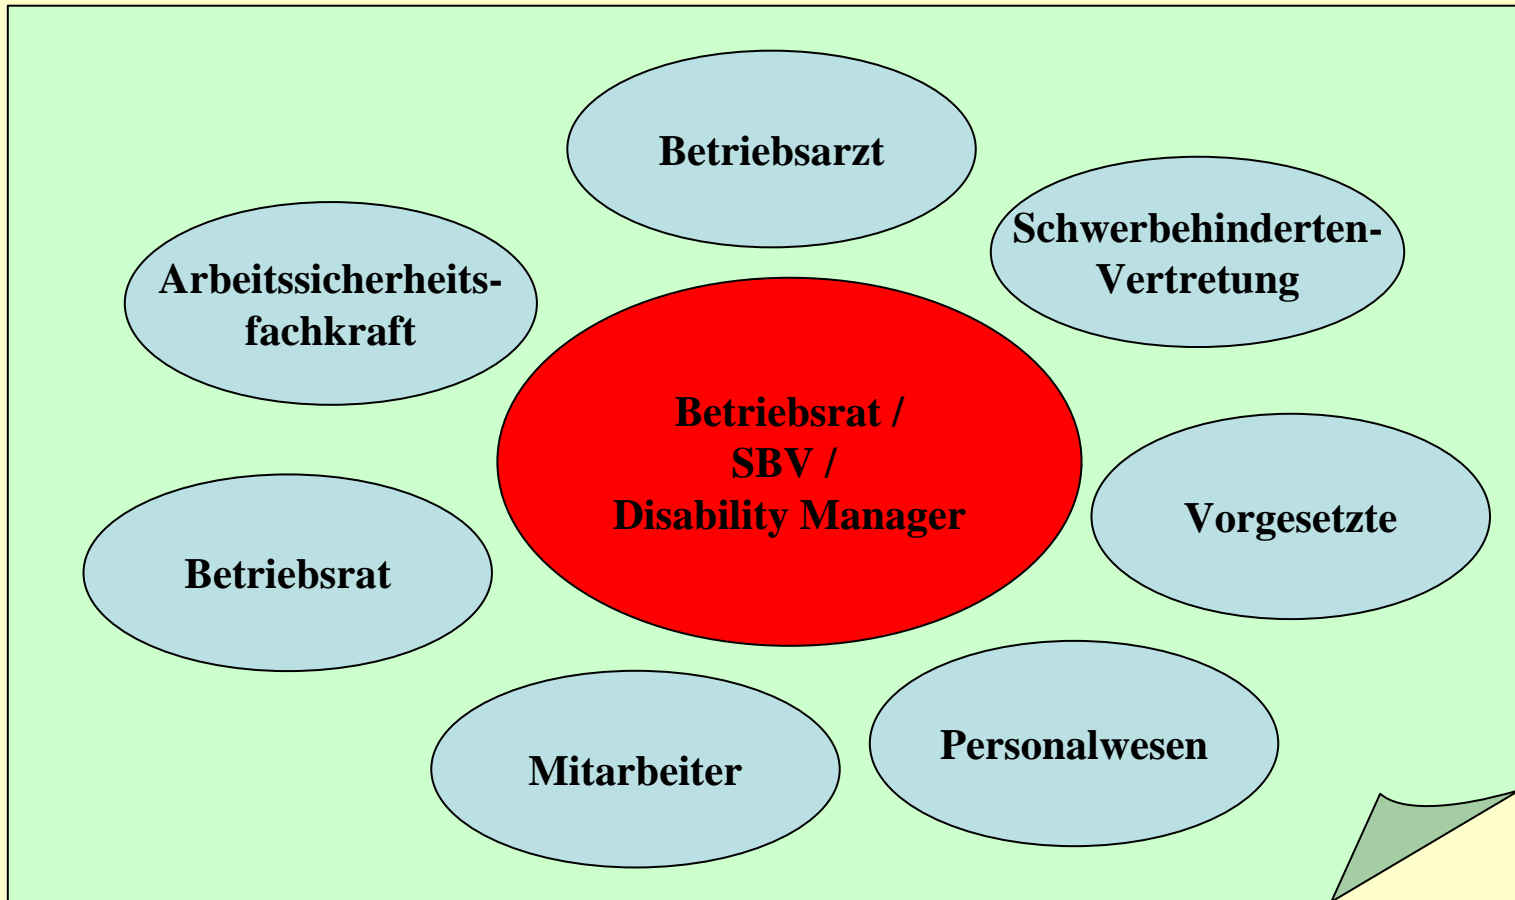 Betriebsarzt
Schwerbehinderten-
Vertretung
Arbeitssicherheits-
fachkraft
Betriebsrat /
SBV /
Disability Manager
Vorgesetzte
Betriebsrat
Personalwesen
Mitarbeiter